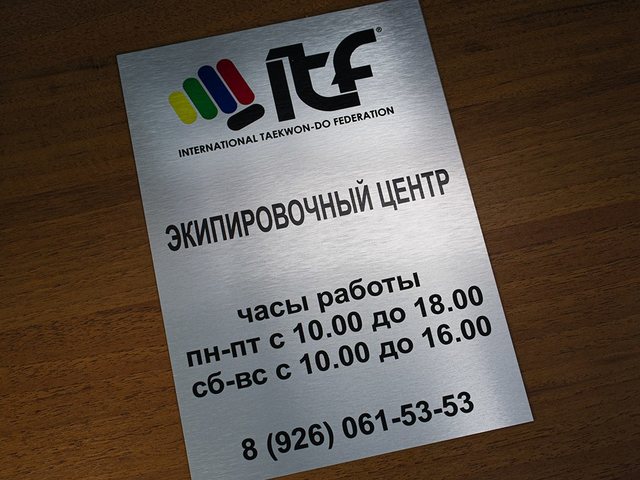 itf®
INTERNATIONAL TAEKWON-DO FEDERATION
ЭКИПИРОВОЧНЫЙ ЦЕНТР
часы работы
пн-пт с 10.00 до 18.00
сб-вс с 10.00 до 16.00
8 (926) 061-53-53